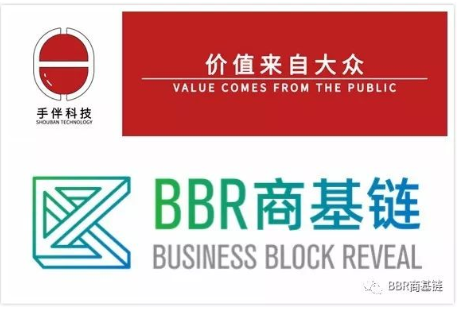 手伴科技
SHOUBAN TECHNOLOGY
价值来自大众
VALUE COMES FROM THE PUBLIC
BBR商基链
BUSINESS BLOCK REVEAL
BBR商基链